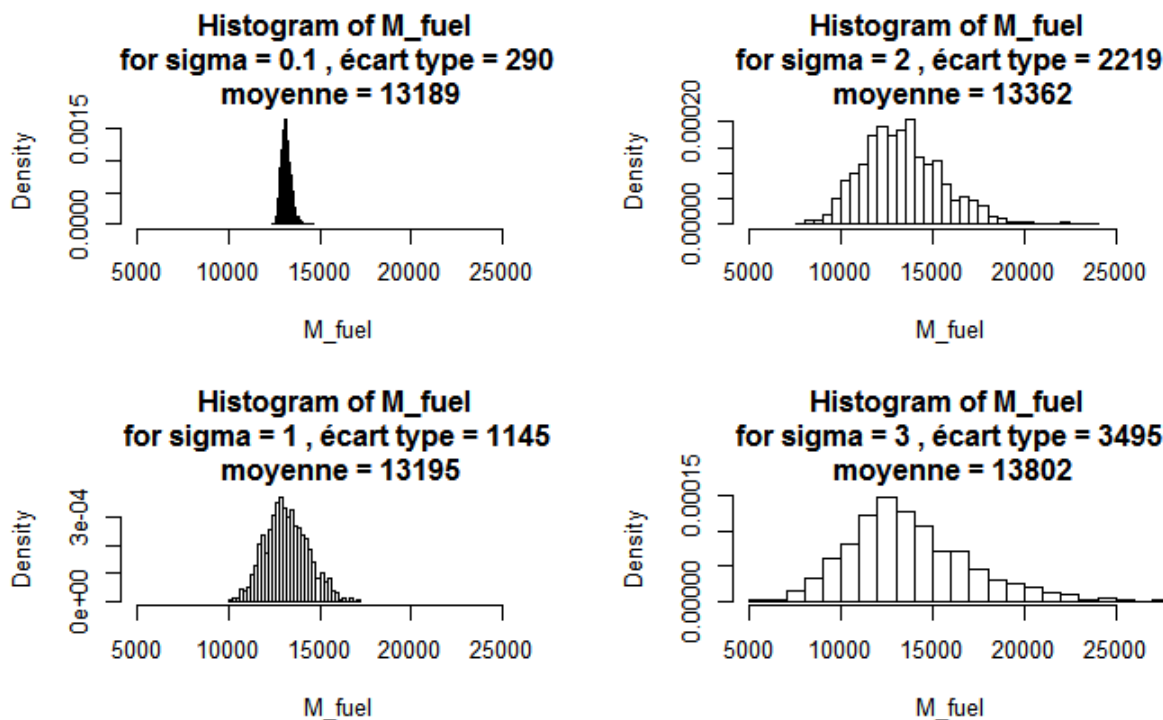 Histogram of M_fuel
for sigma = 0.1 , écart type = 290
moyenne = 13189
Density
0.0015
0.0000
5000 10000 15000 20000 25000
M_fuel
Histogram of M_fuel
for sigma = 2 , écart type = 2219
moyenne = 13362
Density
0.00020
0.00000
5000 10000 15000 20000 25000
M_fuel
Histogram of M_fuel
for sigma = 1 , écart type = 1145
moyenne = 13195
Density
3e-04
0e+00
5000 10000 15000 20000 25000
M_fuel
Histogram of M_fuel
for sigma = 3 , écart type = 3495
moyenne = 13802
Density
0.00015
0.00000
5000 10000 15000 20000 25000
M_fuel